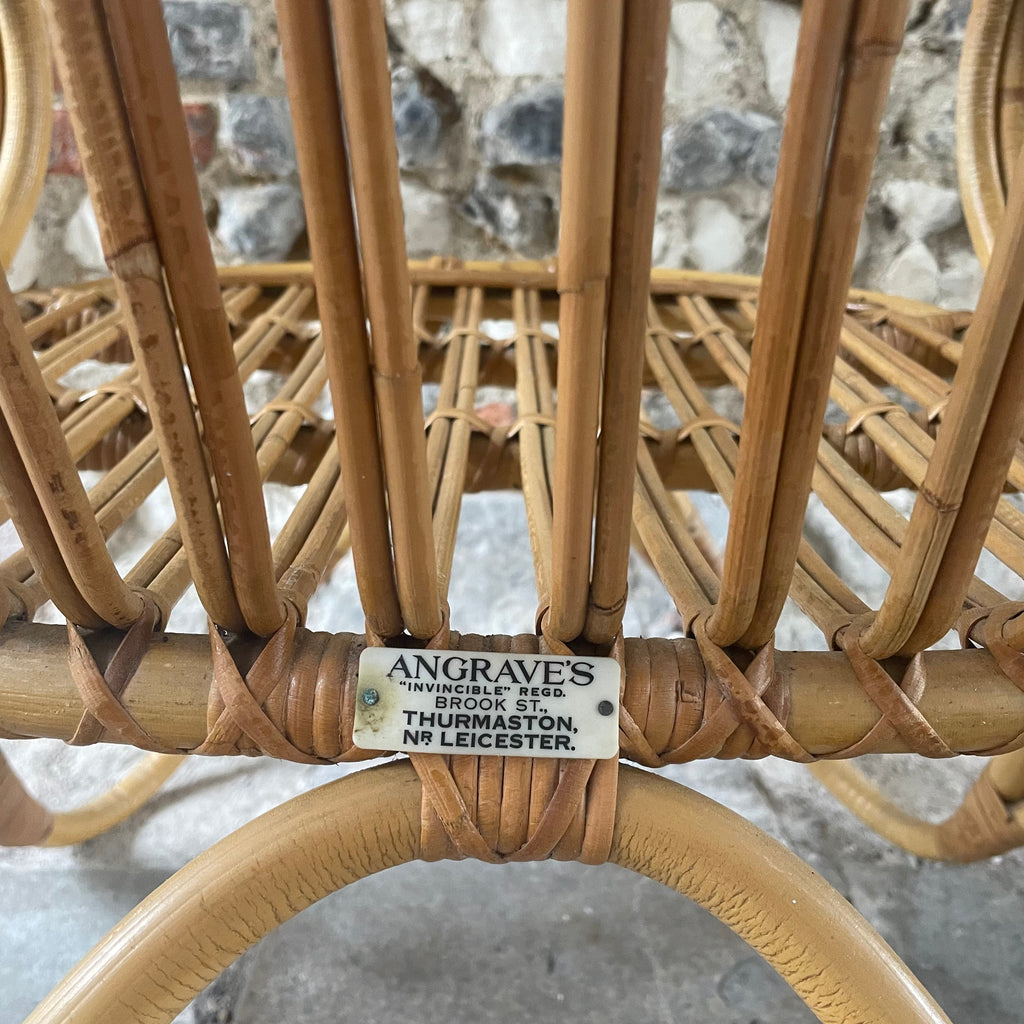 ANGRAVE'S
"INVINCIBLE" REGD.
BROOK ST.,
THURMASTON,
NR LEICESTER.